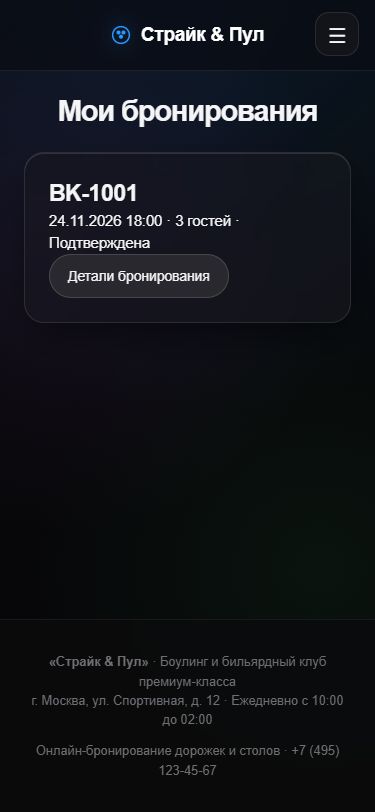 Страйк & Пул
Мои бронирования
BK-1001
24.11.2026 18:00 · 3 гостей ·
Подтверждена
Детали бронирования
«Страйк & Пул» · Боулинг и бильярдный клуб
премиум-класса
г. Москва, ул. Спортивная, д. 12 · Ежедневно с 10:00
до 02:00
Онлайн-бронирование дорожек и столов · +7 (495)
123-45-67